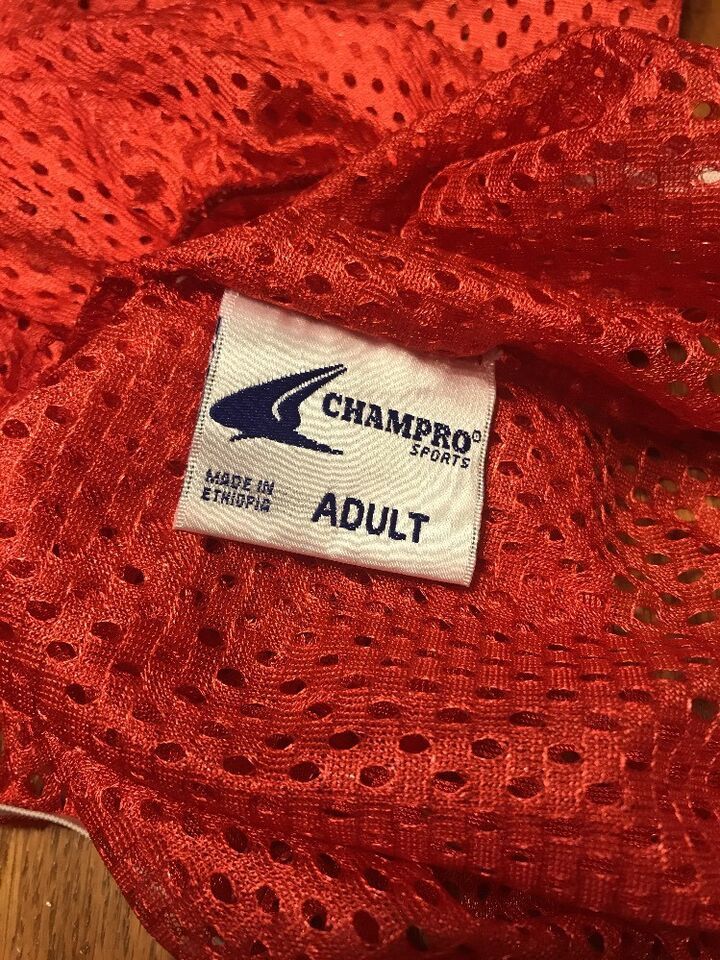 CHAMPRO®
SPORTS
MADE IN
ETHIOPIA
ADULT